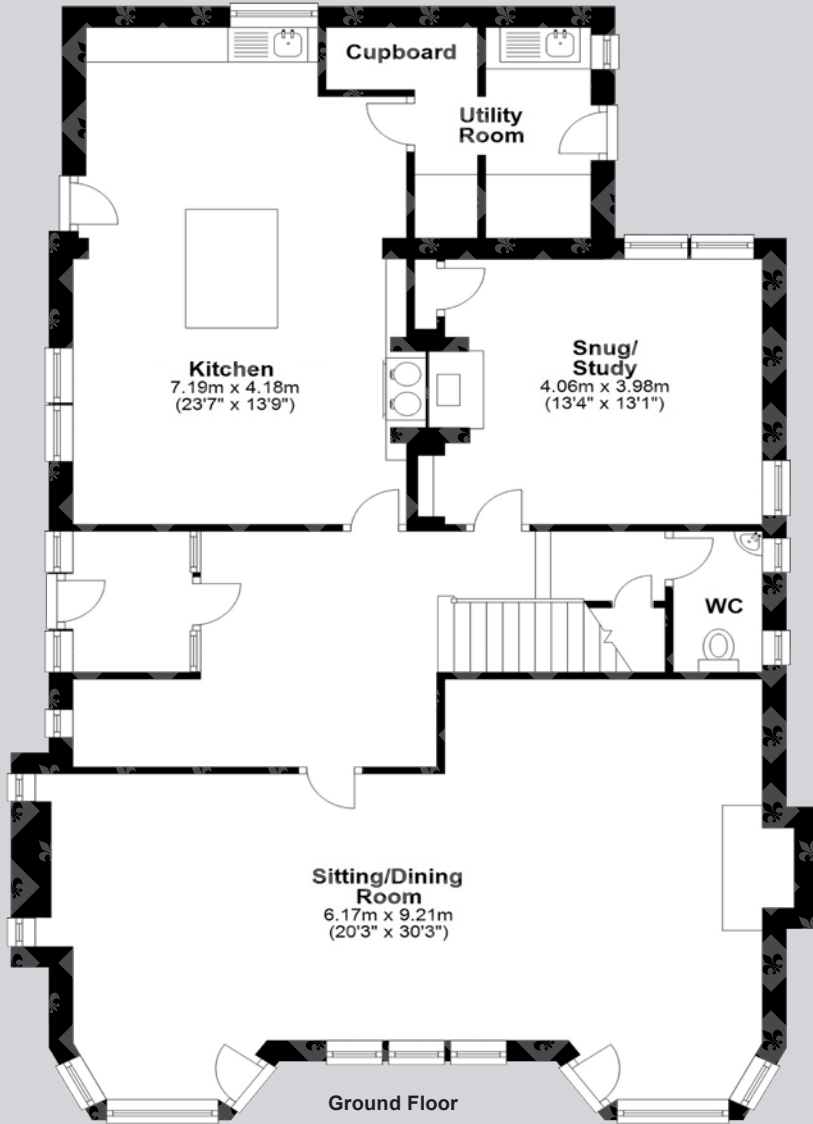 Cupboard
Utility
Room
Kitchen
7.19m x 4.18m
(23'7" x 13'9")
Snug/
Study
4.06m x 3.98m
(13'4" x 13'1")
WC
Sitting/Dining
Room
6.17m x 9.21m
(20'3" x 30'3")
Ground Floor